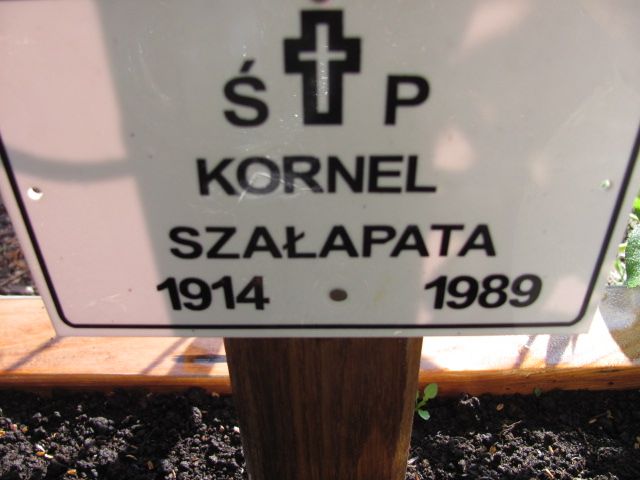 Ś P
KORNEL
SZAŁAPATA
1914 • 1989